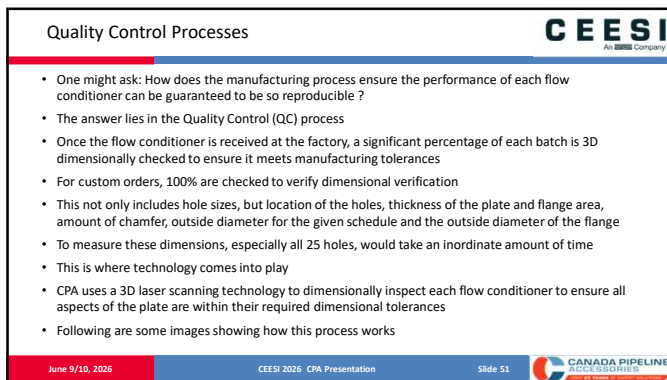 Quality Control Processes
CEESI
An Company
• One might ask: How does the manufacturing process ensure the performance of each flow
conditioner can be guaranteed to be so reproducible ?
• The answer lies in the Quality Control (QC) process
• Once the flow conditioner is received at the factory, a significant percentage of each batch is 3D
dimensionally checked to ensure it meets manufacturing tolerances
• For custom orders, 100% are checked to verify dimensional verification
• This not only includes hole sizes, but location of the holes, thickness of the plate and flange area,
amount of chamfer, outside diameter for the given schedule and the outside diameter of the flange
• To measure these dimensions, especially all 25 holes, would take an inordinate amount of time
• This is where technology comes into play
• CPA uses a 3D laser scanning technology to dimensionally inspect each flow conditioner to ensure all
aspects of the plate are within their required dimensional tolerances
• Following are some images showing how this process works
June 9/10, 2026
CEESI 2026 CPA Presentation
Slide 51
CANADA PIPELINE
ACCESSORIES